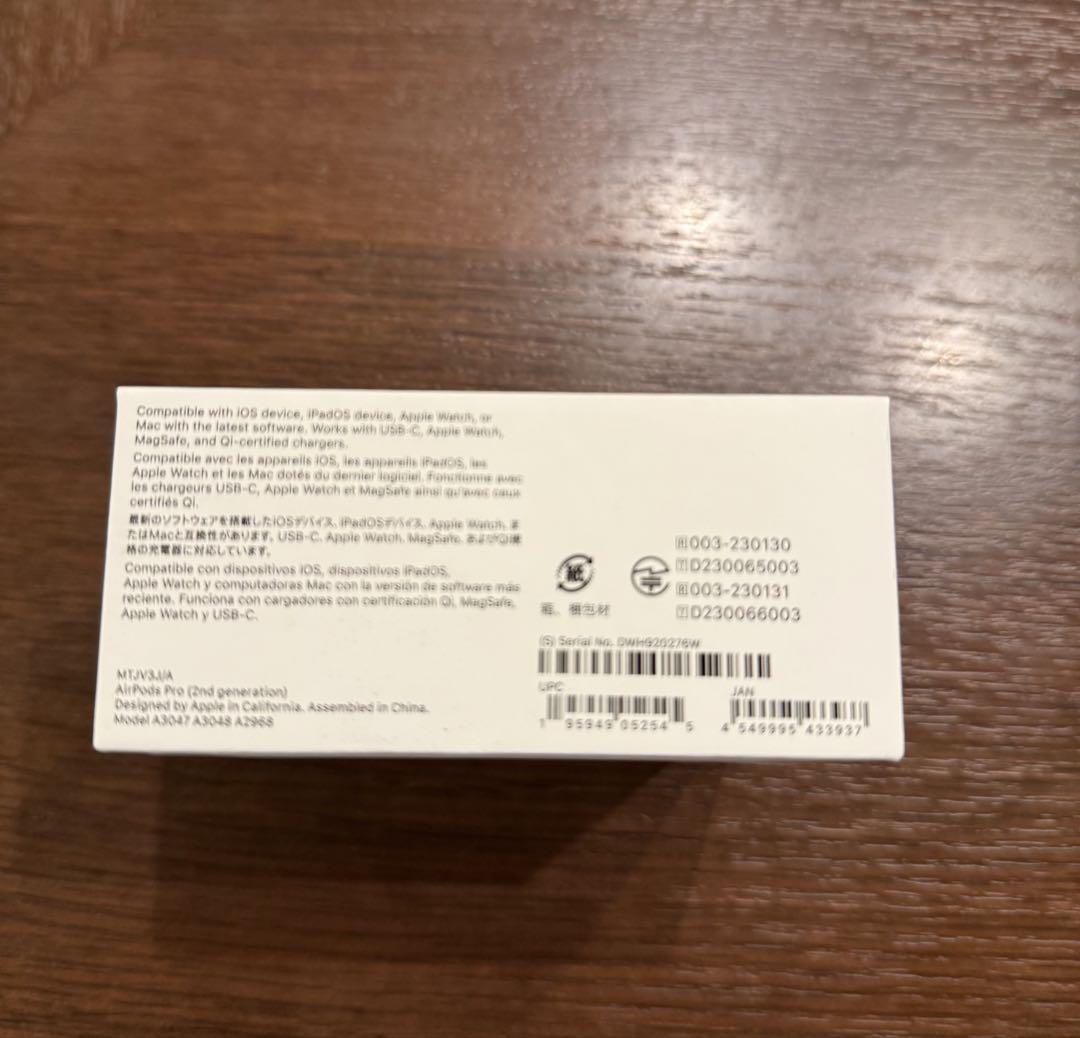 Compatible with iOS device, iPadOS device, Apple Watch, or
Mac with the latest software. Works with USB-C, Apple Watch,
MagSafe, and Qi-certified chargers.
Compatible avec les appareils iOS, les appareils iPadOS, les
Apple Watch et les Mac dotés du dernier logiciel. Fonctionne avec
les chargeurs USB-C, Apple Watch et MagSafe ainsi qu'avec ceux
certifiés Qi.
最新のソフトウェアを搭載したiOSデバイス、iPadOSデバイス、Apple Watch、ま
たはMacと互換性があります。USB-C、Apple Watch、MagSafe、およびQi規
格の充電器に対応しています。
Compatible con dispositivos iOS, dispositivos iPadOS,
Apple Watch y computadoras Mac con la versión de software más
reciente. Funciona con cargadores con certificación Qi, MagSafe,
Apple Watch y USB-C.
MTJV3J/A
AirPods Pro (2nd generation)
Designed by Apple in California. Assembled in China.
Model A3047 A3048 A2968
紙
箱、梱包材
R 003-230130
T D230065003
R 003-230131
T D230066003
(S) Serial No.
UPC
1 95949 05254 5
JAN
4 549995 433937